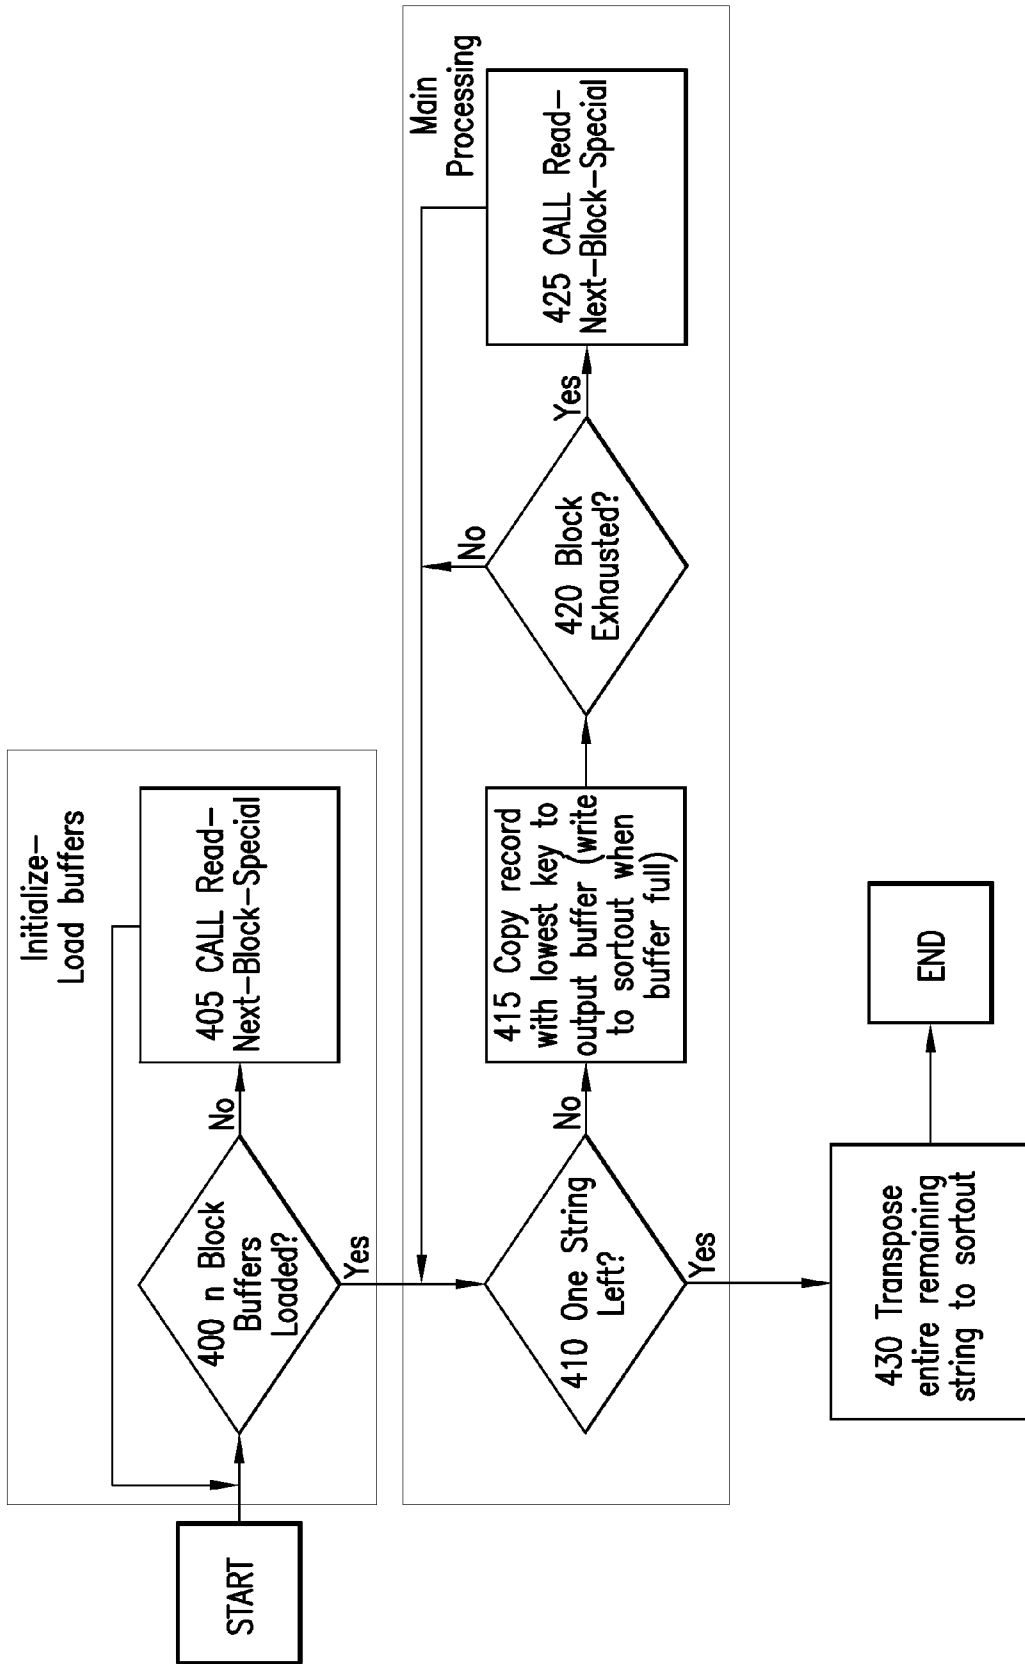 START
Initialize–
Load buffers
400 n Block
Buffers
Loaded?
No
Yes
405 CALL Read–
Next–Block–Special
Main
Processing
410 One String
Left?
No
Yes
415 Copy record
with lowest key to
output buffer (write
to sortout when
buffer full)
420 Block
Exhausted?
No
Yes
425 CALL Read–
Next–Block–Special
430 Transpose
entire remaining
string to sortout
END